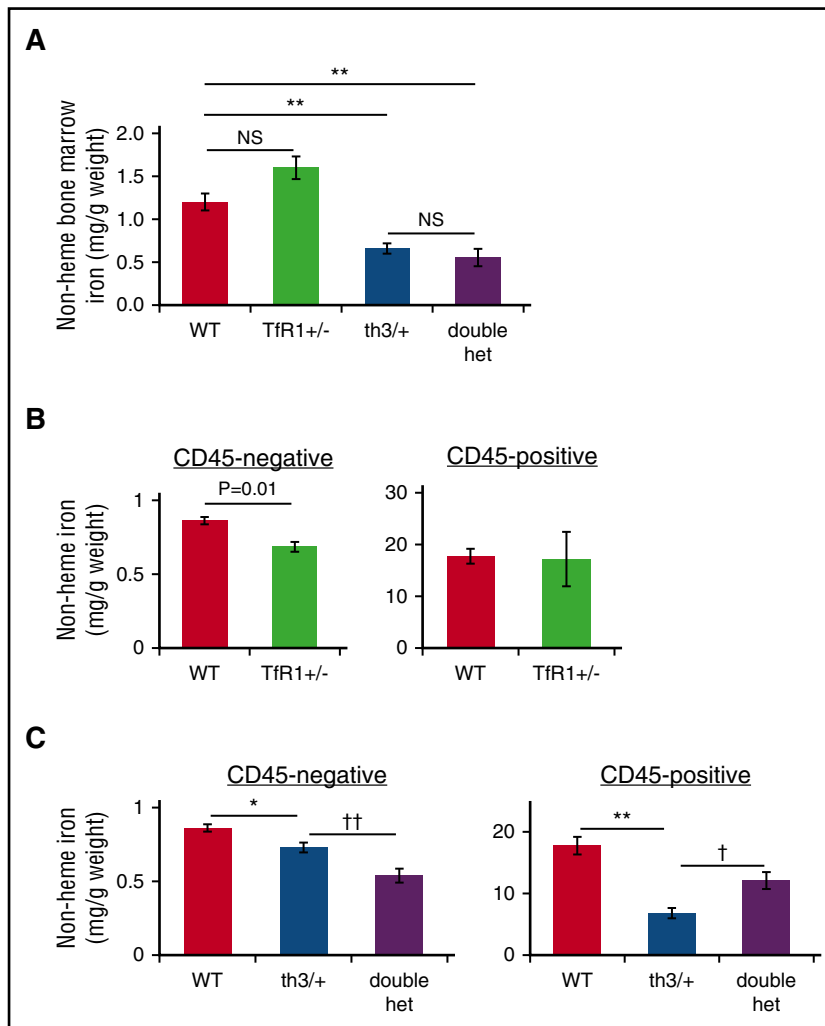 A
**
**
NS
NS
Non-heme bone marrow
iron (mg/g weight)
2.0
1.5
1.0
0.5
0.0
WT TfR1+/- th3/+ double
het
B
CD45-negative CD45-positive
P=0.01
Non-heme iron
(mg/g weight)
1
0.5
0
WT TfR1+/-
30
20
10
0
WT TfR1+/-
C
CD45-negative CD45-positive
* ††
Non-heme iron
(mg/g weight)
1
0.5
0
WT th3/+ double
het
** †
20
10
0
WT th3/+ double
het